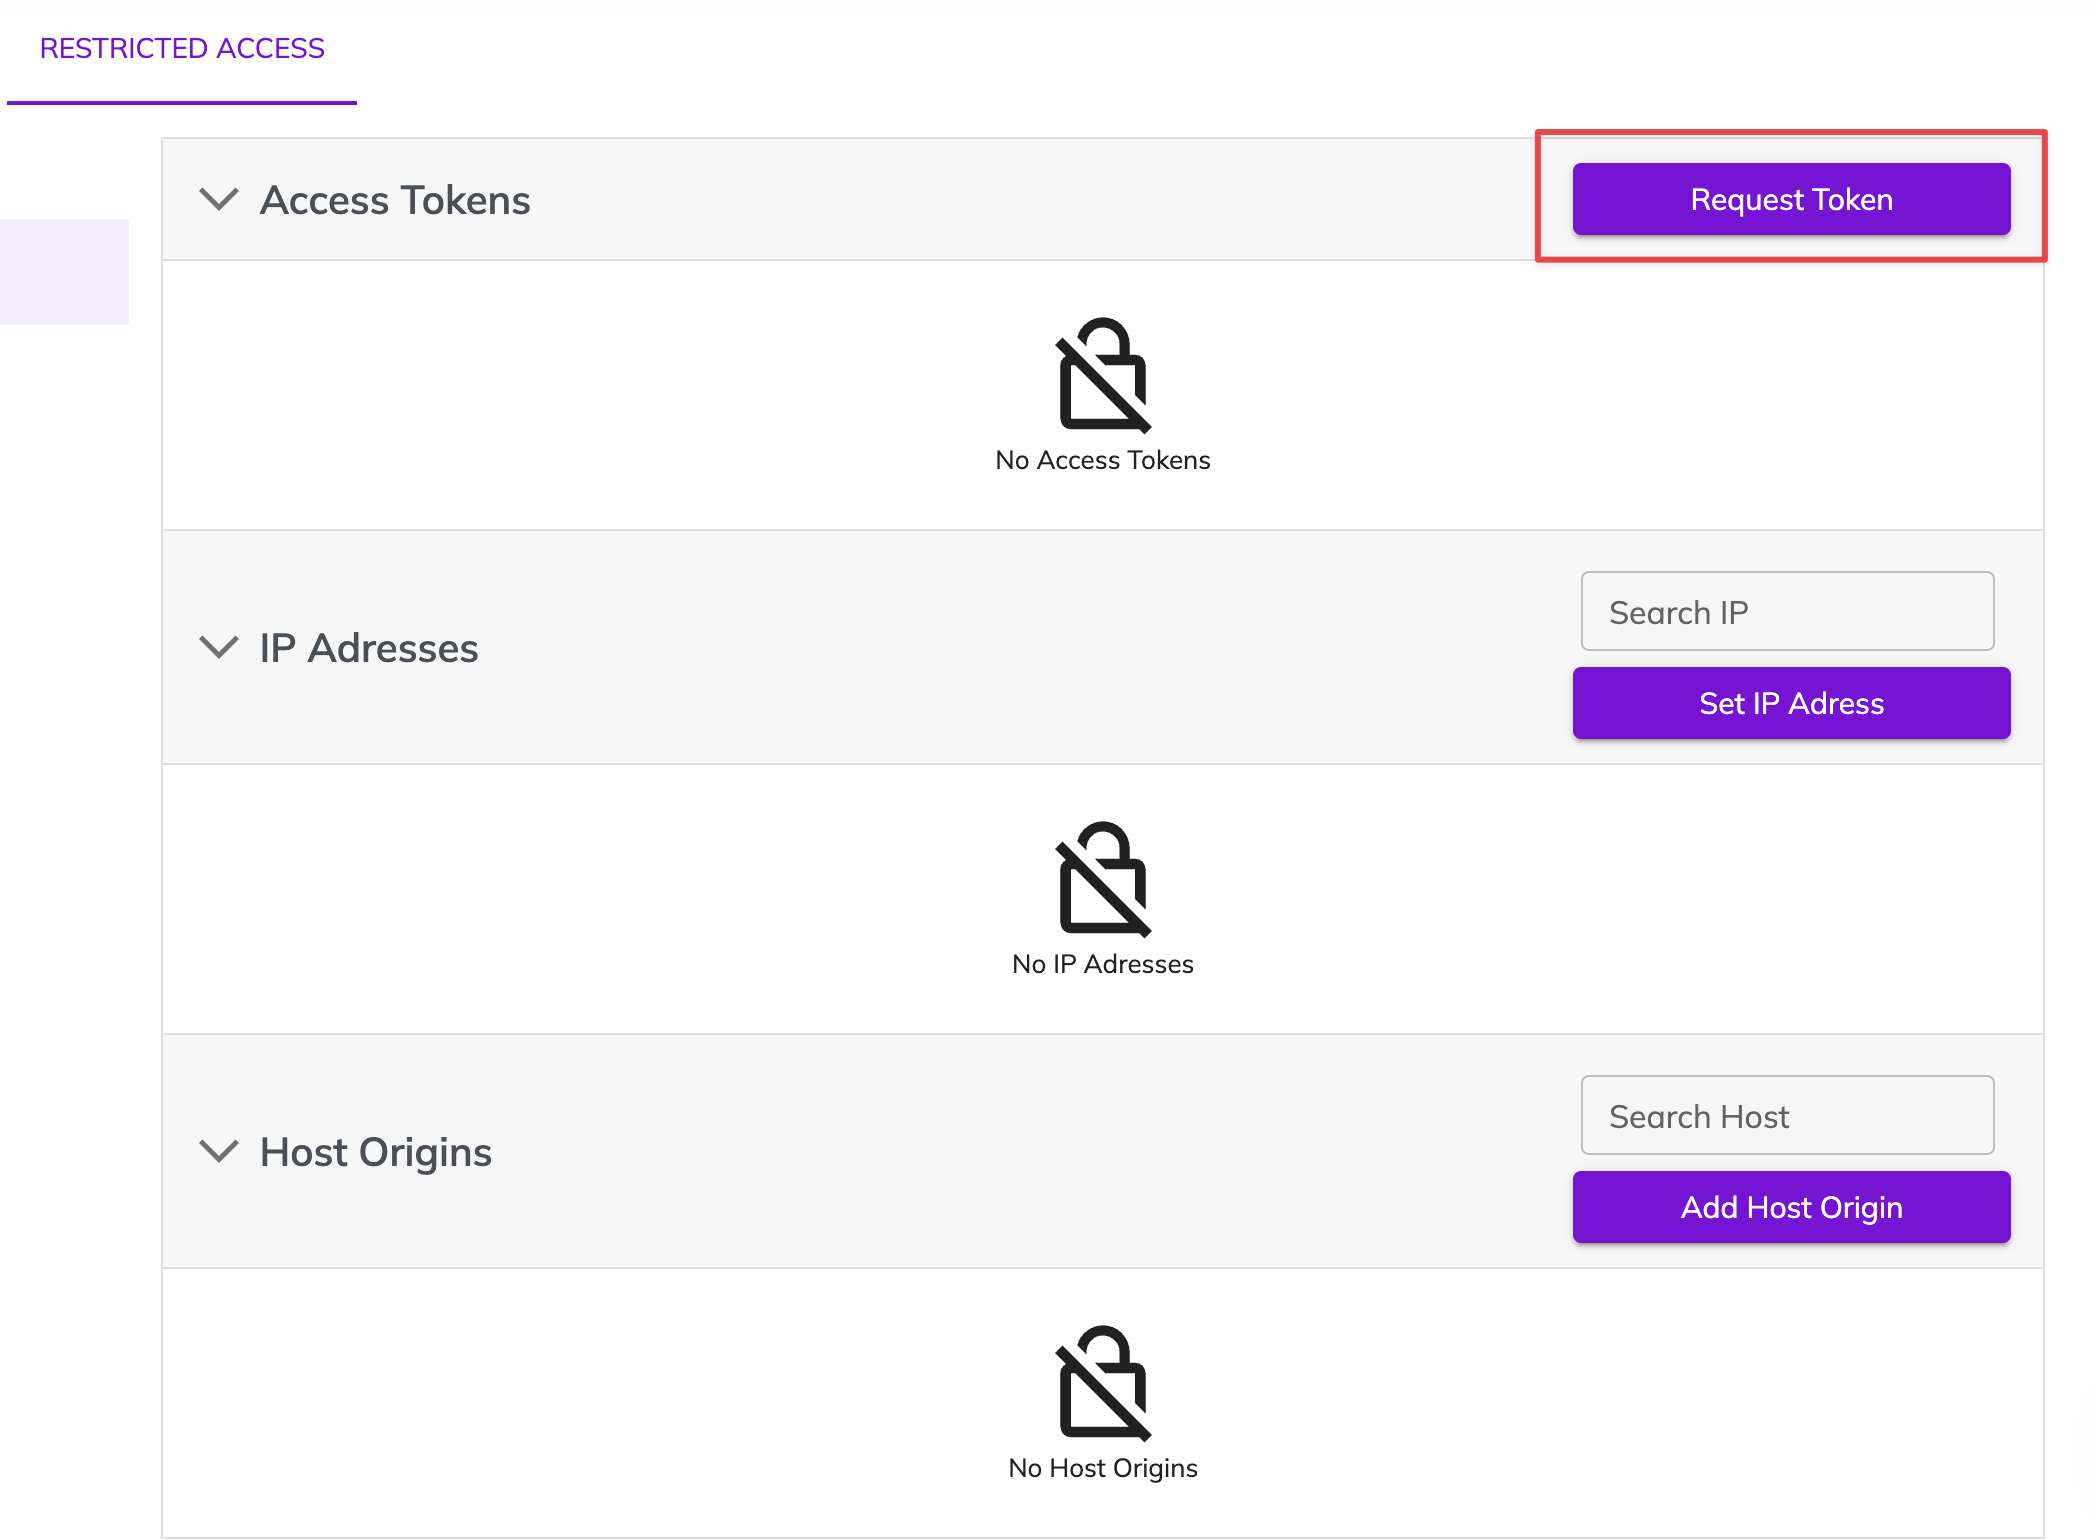 RESTRICTED ACCESS
Access Tokens
Request Token
No Access Tokens
Search IP
IP Adresses
Set IP Adress
No IP Adresses
Search Host
Host Origins
Add Host Origin
No Host Origins